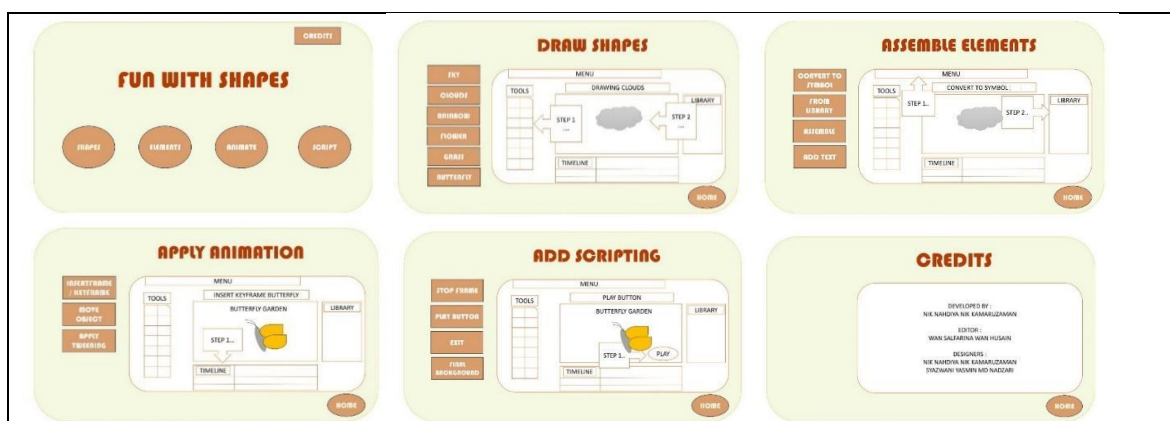 CREDITS
FUN WITH SHAPES
SHAPES
ELEMENTS
ANIMATE
SCRIPT
DRAW SHAPES
SKY
CLOUDS
RAINBOW
FLOWER
GRASS
BUTTERFLY
MENU
TOOLS
DRAWING CLOUDS
LIBRARY
STEP 1
...
STEP 2
...
TIMELINE
HOME
ASSEMBLE ELEMENTS
CONVERT TO
SYMBOL
FROM
LIBRARY
ASSEMBLE
ADD TEXT
MENU
TOOLS
CONVERT TO SYMBOL
LIBRARY
STEP 1..
STEP 2..
TIMELINE
HOME
APPLY ANIMATION
INSERTFRAME
/ KEYFRAME
MOVE
OBJECT
APPLY
TWEENING
MENU
TOOLS
INSERT KEYFRAME BUTTERFLY
BUTTERFLY GARDEN
LIBRARY
STEP 1...
TIMELINE
HOME
ADD SCRIPTING
STOP FRAME
PLAY BUTTON
EXIT
FINAL
BACKGROUND
MENU
TOOLS
PLAY BUTTON
BUTTERFLY GARDEN
LIBRARY
STEP 1..
PLAY
TIMELINE
HOME
CREDITS
DEVELOPED BY :
NIK NAHDIYA NIK KAMARUZAMAN
EDITOR :
WAN SALFARINA WAN HUSAIN
DESIGNERS :
NIK NAHDIYA NIK KAMARUZAMAN
SYAZWANI YASMIN MD NADZARI
HOME